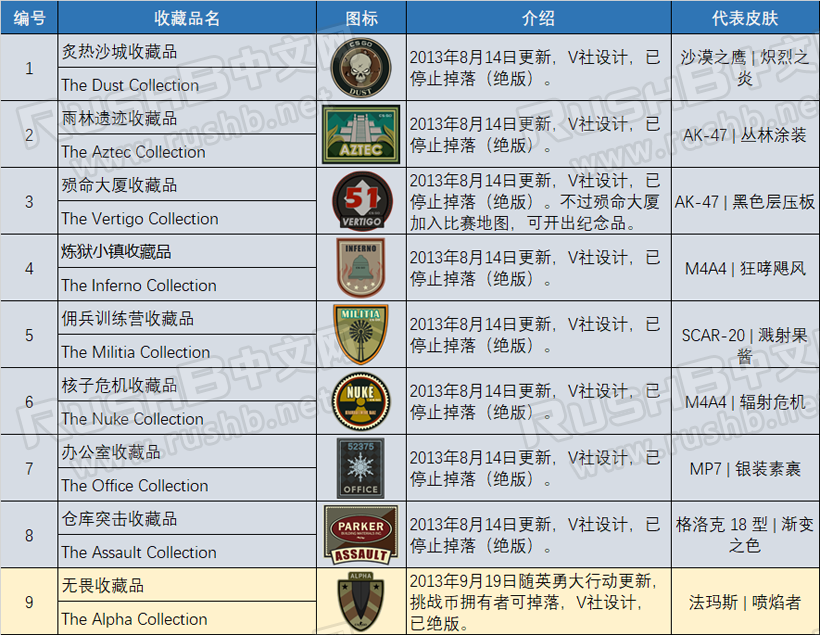 编号 收藏品名 图标 介绍 代表皮肤
1
炙热沙城收藏品
The Dust Collection
CS GO
DUST
2013年8月14日更新，V社设计，已
停止掉落（绝版）。
沙漠之鹰 | 炽烈之
炎
2
雨林遗迹收藏品
The Aztec Collection
AZTEC
2013年8月14日更新，V社设计，已
停止掉落（绝版）。
AK-47 | 丛林涂装
3
殒命大厦收藏品
The Vertigo Collection
51
VERTIGO
2013年8月14日更新，V社设计，已
停止掉落（绝版）。不过殒命大厦
加入比赛地图，可开出纪念品。
AK-47 | 黑色层压板
4
炼狱小镇收藏品
The Inferno Collection
INFERNO
2013年8月14日更新，V社设计，已
停止掉落（绝版）。
M4A4 | 狂哮飓风
5
佣兵训练营收藏品
The Militia Collection
MILITIA
2013年8月14日更新，V社设计，已
停止掉落（绝版）。
SCAR-20 | 溅射果
酱
6
核子危机收藏品
The Nuke Collection
NUKE
2013年8月14日更新，V社设计，已
停止掉落（绝版）。
M4A4 | 辐射危机
7
办公室收藏品
The Office Collection
52375
OFFICE
2013年8月14日更新，V社设计，已
停止掉落（绝版）。
MP7 | 银装素裹
8
仓库突击收藏品
The Assault Collection
PARKER
ASSAULT
2013年8月14日更新，V社设计，已
停止掉落（绝版）。
格洛克 18 型 | 渐变
之色
9
无畏收藏品
The Alpha Collection
ALPHA
2013年9月19日随英勇大行动更新，
挑战币拥有者可掉落，V社设计，
已绝版。
法玛斯 | 喷焰者
RUSHB中文网
www.rushb.net